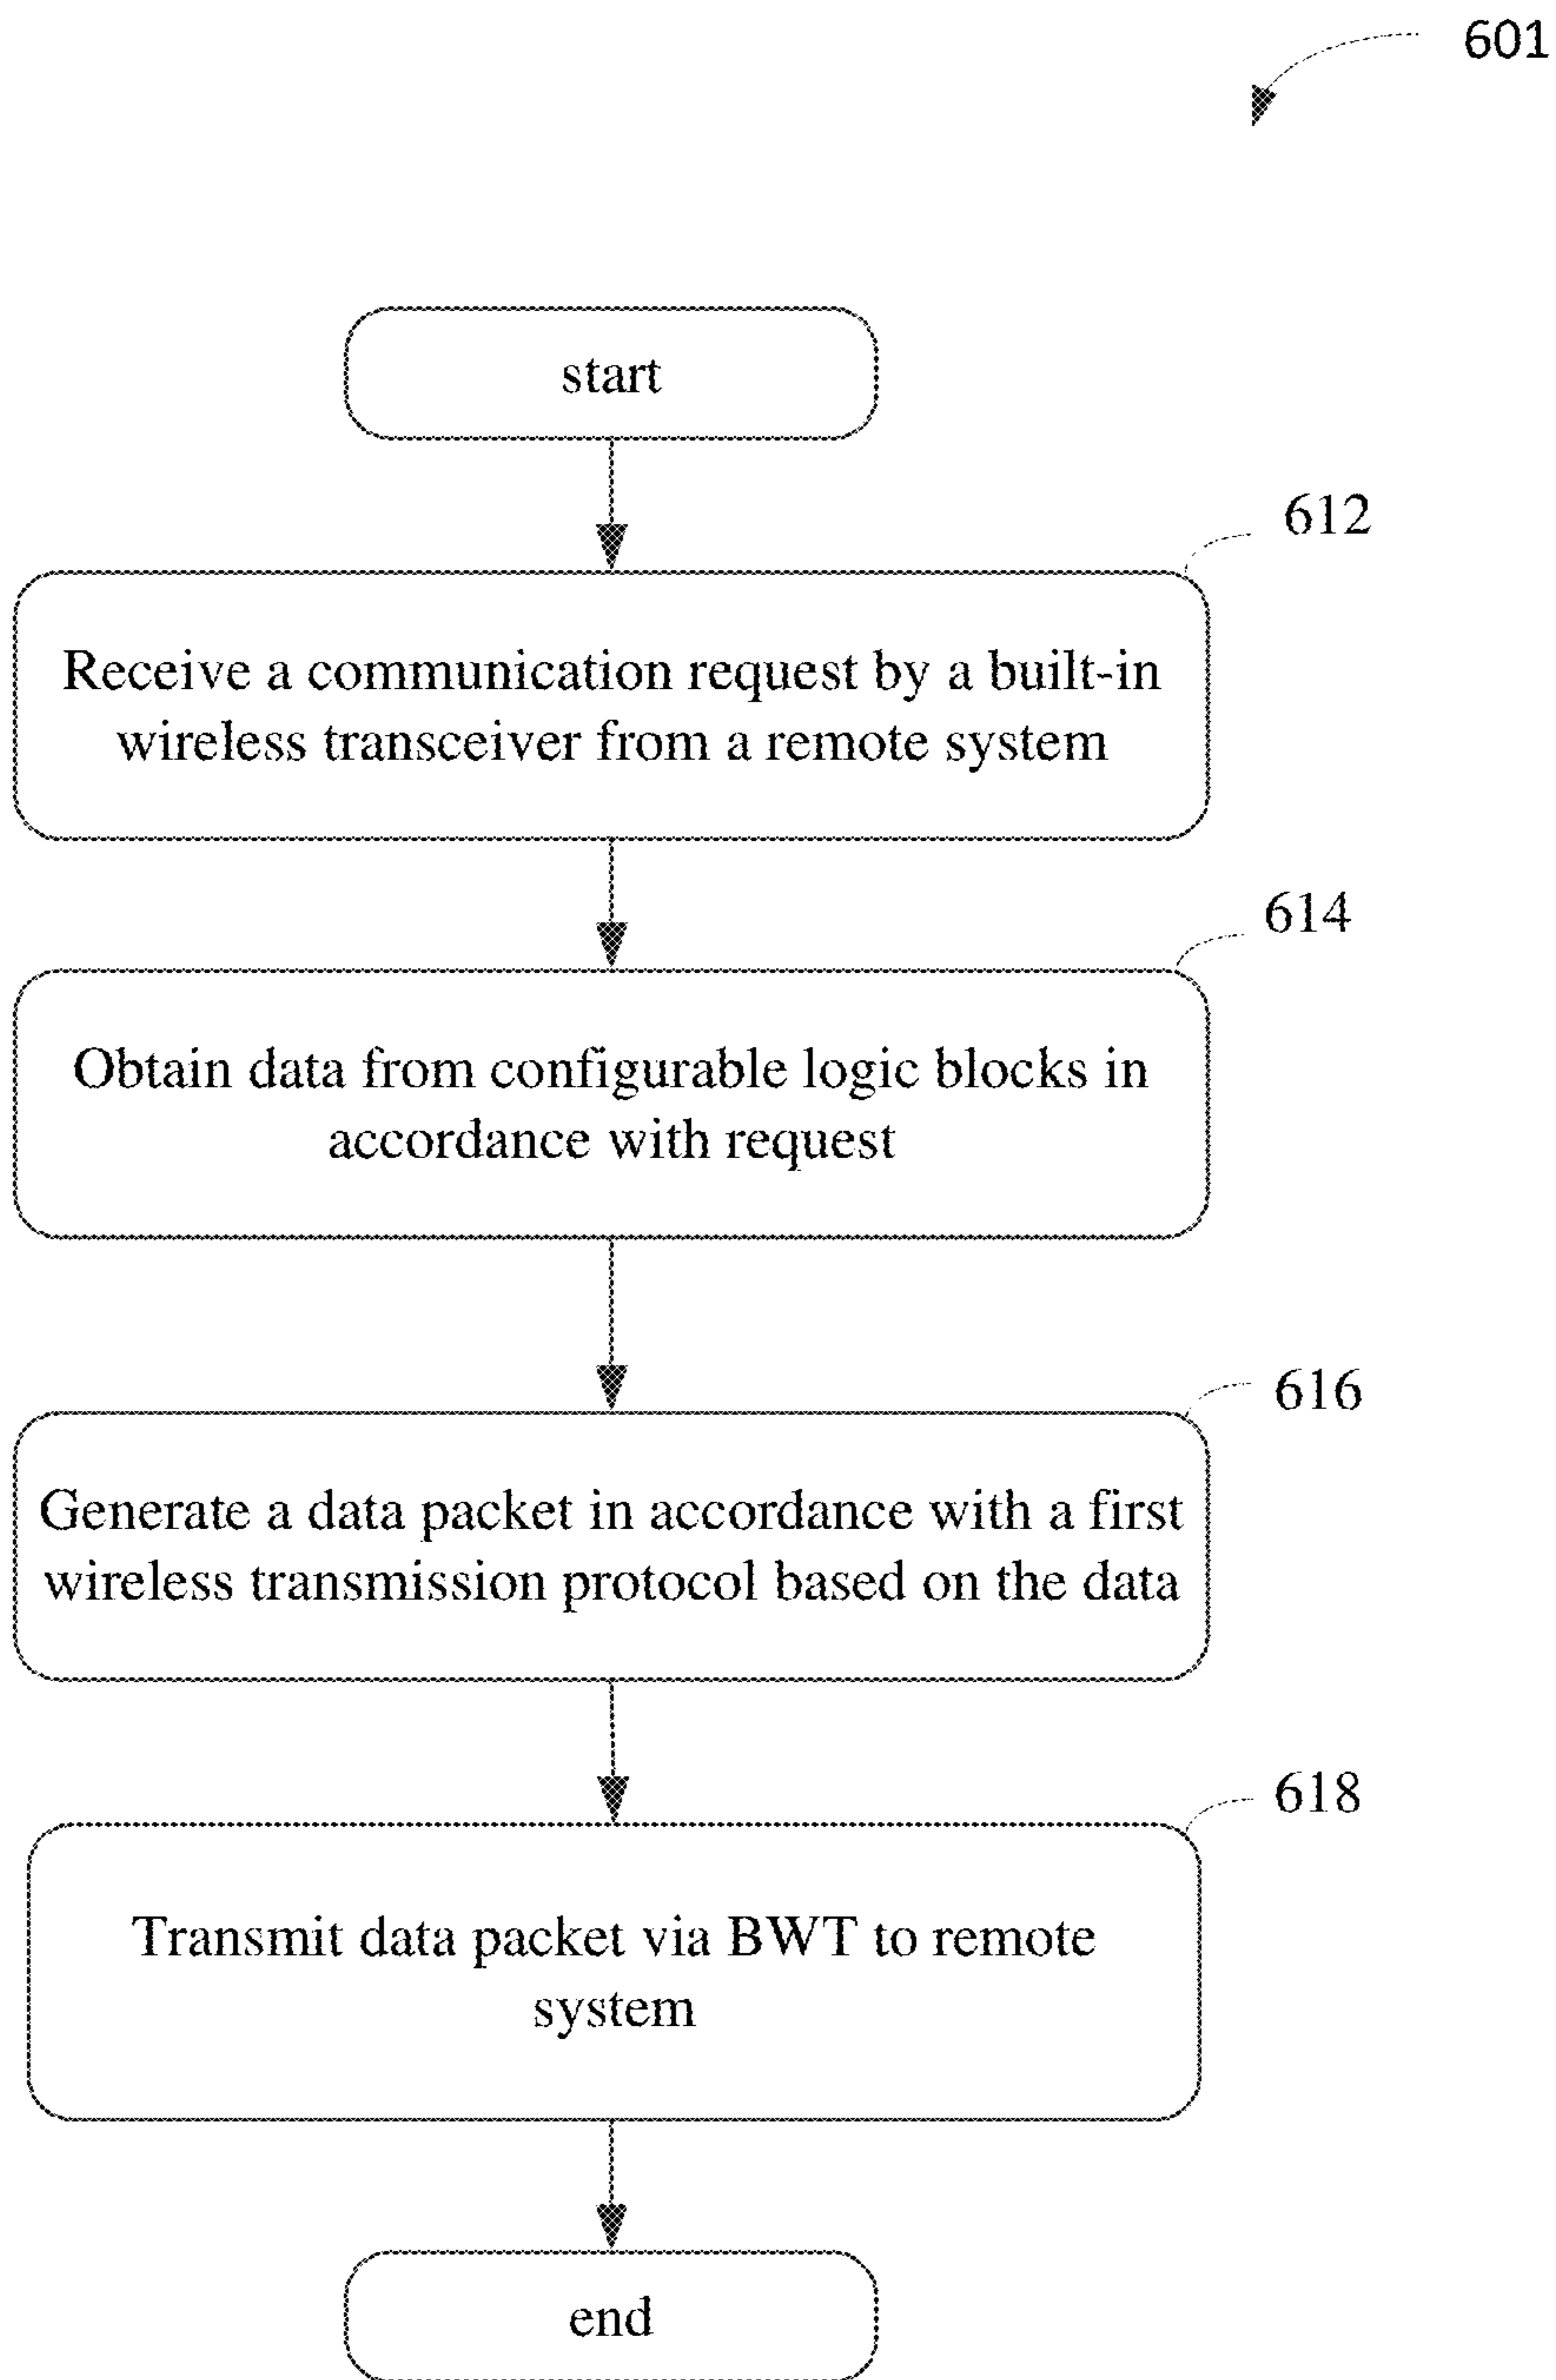 601
start
612
Receive a communication request by a built-in
wireless transceiver from a remote system
614
Obtain data from configurable logic blocks in
accordance with request
616
Generate a data packet in accordance with a first
wireless transmission protocol based on the data
618
Transmit data packet via BWT to remote
system
end